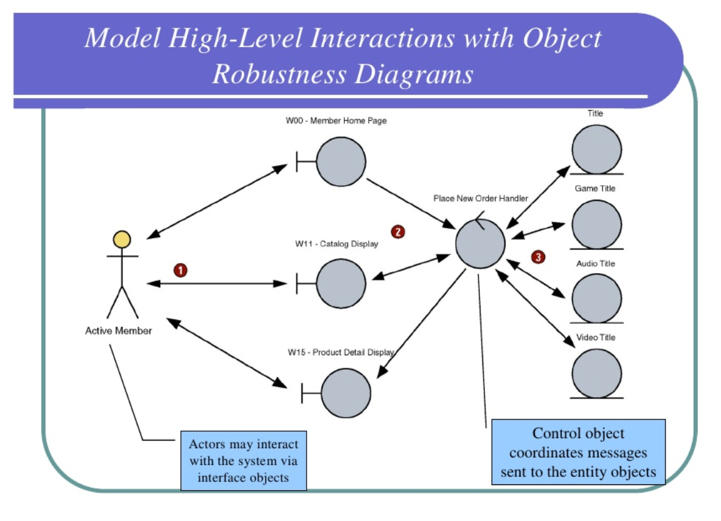 Model High-Level Interactions with Object
Robustness Diagrams
W00 - Member Home Page
Title
Place New Order Handler
Game Title
2
W11 - Catalog Display
3
Audio Title
1
Active Member
Video Title
W15 - Product Detail Display
Actors may interact
with the system via
interface objects
Control object
coordinates messages
sent to the entity objects